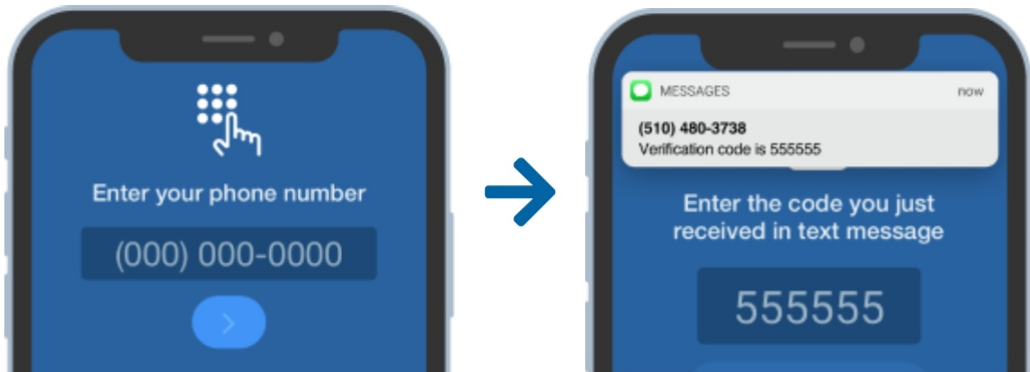 Enter your phone number
(000) 000-0000
MESSAGES now
(510) 480-3738
Verification code is 555555
Enter the code you just
received in text message
555555